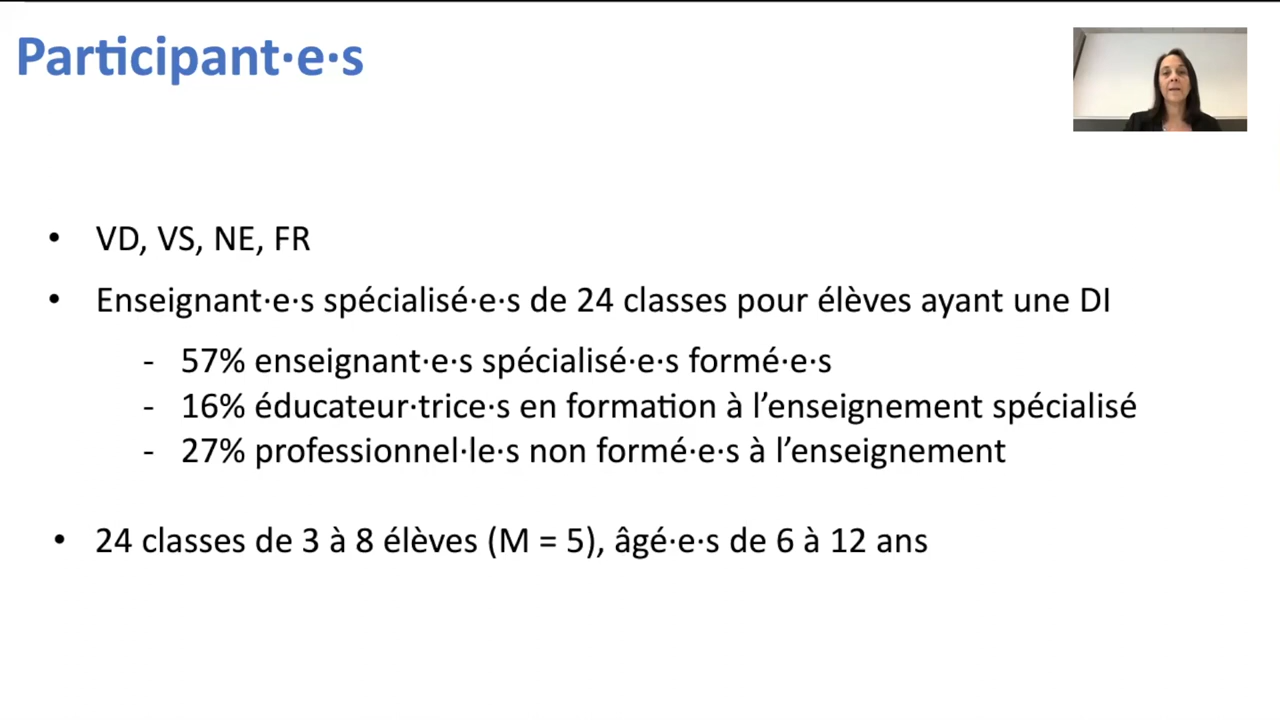 Participant·e·s
• VD, VS, NE, FR
• Enseignant·e·s spécialisé·e·s de 24 classes pour élèves ayant une DI
- 57% enseignant·e·s spécialisé·e·s formé·e·s
- 16% éducateur·trice·s en formation à l’enseignement spécialisé
- 27% professionnel·le·s non formé·e·s à l’enseignement
• 24 classes de 3 à 8 élèves (M = 5), âgé·e·s de 6 à 12 ans